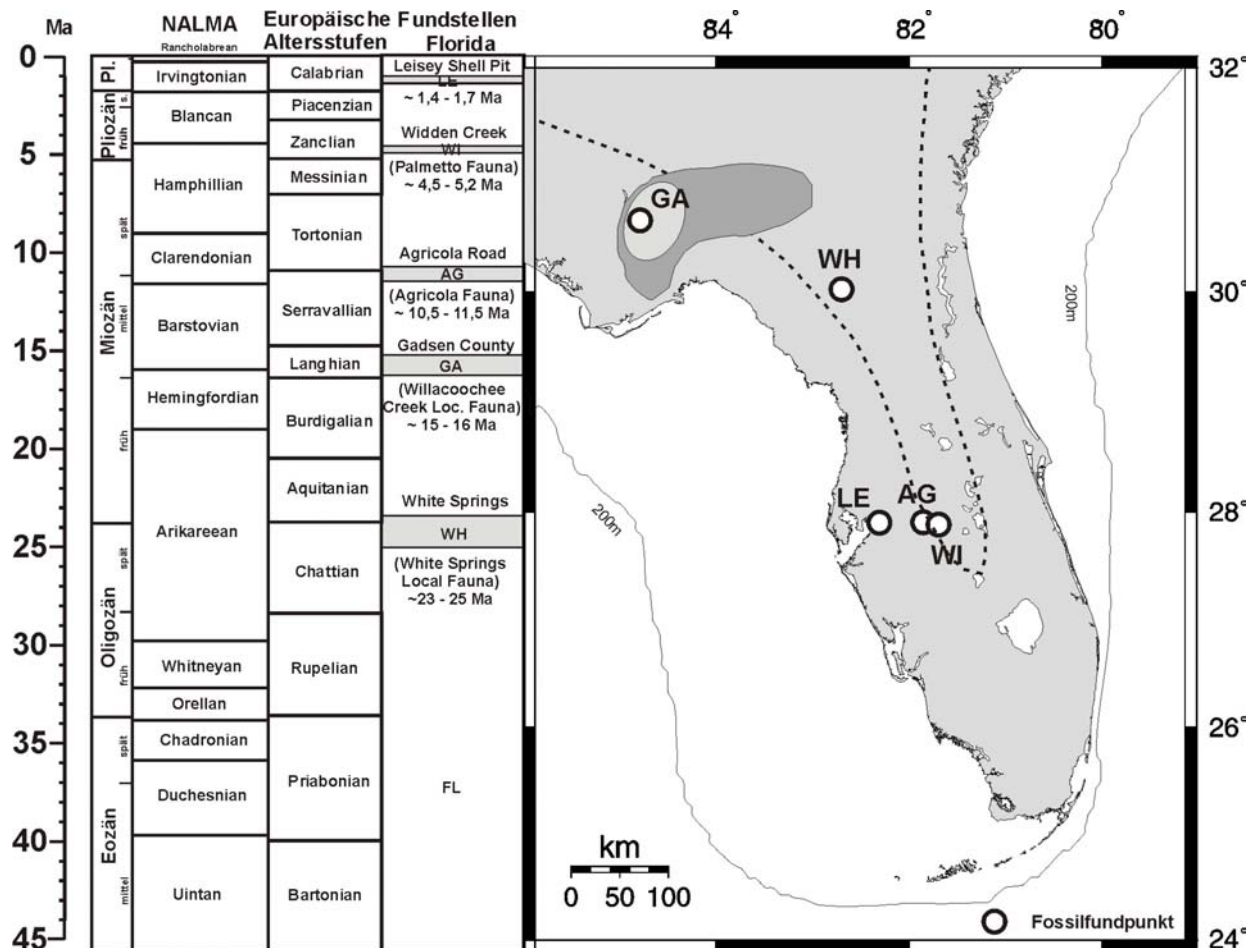 Ma
NALMA
Rancholabrean
Europäische
Altersstufen
Fundstellen
Florida
0
5
10
15
20
25
30
35
40
45
Pl.
Pliozän
s.
früh
Miozän
spät
mittel
früh
Oligozän
spät
früh
Eozän
spät
mittel
Irvingtonian
Blancan
Hamphillian
Clarendonian
Barstovian
Hemingfordian
Arikareean
Whitneyan
Orellan
Chadronian
Duchesnian
Uintan
Calabrian
Piacenzian
Zanclian
Messinian
Tortonian
Serravallian
Langhian
Burdigalian
Aquitanian
Chattian
Rupelian
Priabonian
Bartonian
Leisey Shell Pit
LE
~ 1,4 - 1,7 Ma
Widden Creek
WI
(Palmetto Fauna)
~ 4,5 - 5,2 Ma
Agricola Road
AG
(Agricola Fauna)
~ 10,5 - 11,5 Ma
Gadsen County
GA
(Willacoochee
Creek Loc. Fauna)
~ 15 - 16 Ma
White Springs
WH
(White Springs
Local Fauna)
~23 - 25 Ma
FL
84°
82°
80°
32°
30°
28°
26°
24°
GA
WH
LE
AG
WI
200m
200m
km
0 50 100
Fossilfundpunkt